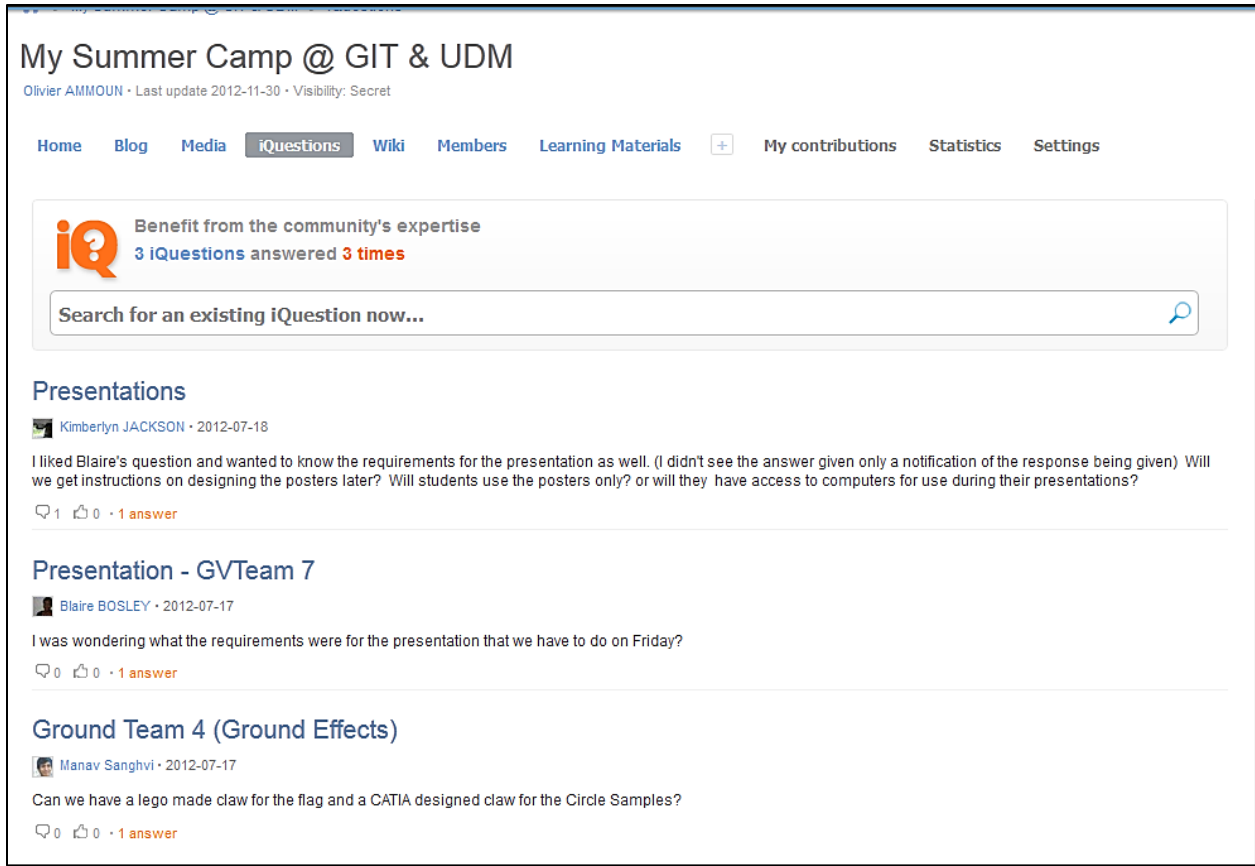 My Summer Camp @ GIT & UDM
Olivier AMMOUN • Last update 2012-11-30 • Visibility: Secret
Home Blog Media iQuestions Wiki Members Learning Materials + My contributions Statistics Settings
iQ
Benefit from the community's expertise
3 iQuestions answered 3 times
Search for an existing iQuestion now...
Presentations
Kimberlyn JACKSON • 2012-07-18
I liked Blaire's question and wanted to know the requirements for the presentation as well. (I didn't see the answer given only a notification of the response being given) Will
we get instructions on designing the posters later? Will students use the posters only? or will they have access to computers for use during their presentations?
1 0 • 1 answer
Presentation - GVTeam 7
Blaire BOSLEY • 2012-07-17
I was wondering what the requirements were for the presentation that we have to do on Friday?
0 0 • 1 answer
Ground Team 4 (Ground Effects)
Manav Sanghvi • 2012-07-17
Can we have a lego made claw for the flag and a CATIA designed claw for the Circle Samples?
0 0 • 1 answer